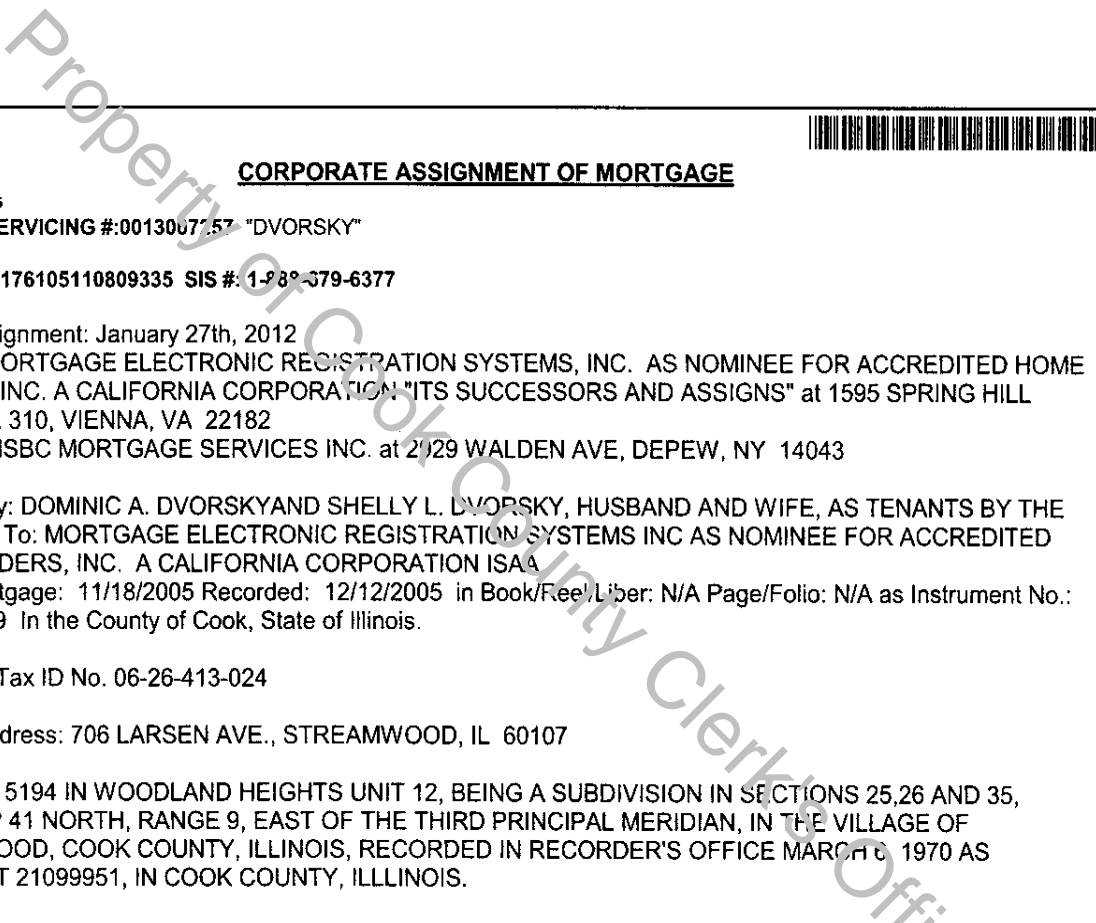 Property of Cook County Clerk's Offi
CORPORATE ASSIGNMENT OF MORTGAGE
ERVICING #:0013007257 "DVORSKY"
176105110809335 SIS #: 1-888-679-6377
ignment: January 27th, 2012
ORTGAGE ELECTRONIC REGISTRATION SYSTEMS, INC. AS NOMINEE FOR ACCREDITED HOME
INC. A CALIFORNIA CORPORATION "ITS SUCCESSORS AND ASSIGNS" at 1595 SPRING HILL
310, VIENNA, VA 22182
ISBC MORTGAGE SERVICES INC. at 2929 WALDEN AVE, DEPEW, NY 14043
y: DOMINIC A. DVORSKYAND SHELLY L. DVORSKY, HUSBAND AND WIFE, AS TENANTS BY THE
To: MORTGAGE ELECTRONIC REGISTRATION SYSTEMS INC AS NOMINEE FOR ACCREDITED
DERS, INC. A CALIFORNIA CORPORATION ISAA
tgage: 11/18/2005 Recorded: 12/12/2005 in Book/Reel/Liber: N/A Page/Folio: N/A as Instrument No.:
9 In the County of Cook, State of Illinois.
Tax ID No. 06-26-413-024
dress: 706 LARSEN AVE., STREAMWOOD, IL 60107
5194 IN WOODLAND HEIGHTS UNIT 12, BEING A SUBDIVISION IN SECTIONS 25,26 AND 35,
41 NORTH, RANGE 9, EAST OF THE THIRD PRINCIPAL MERIDIAN, IN THE VILLAGE OF
OOD, COOK COUNTY, ILLINOIS, RECORDED IN RECORDER'S OFFICE MARCH 6, 1970 AS
T 21099951, IN COOK COUNTY, ILLLINOIS.